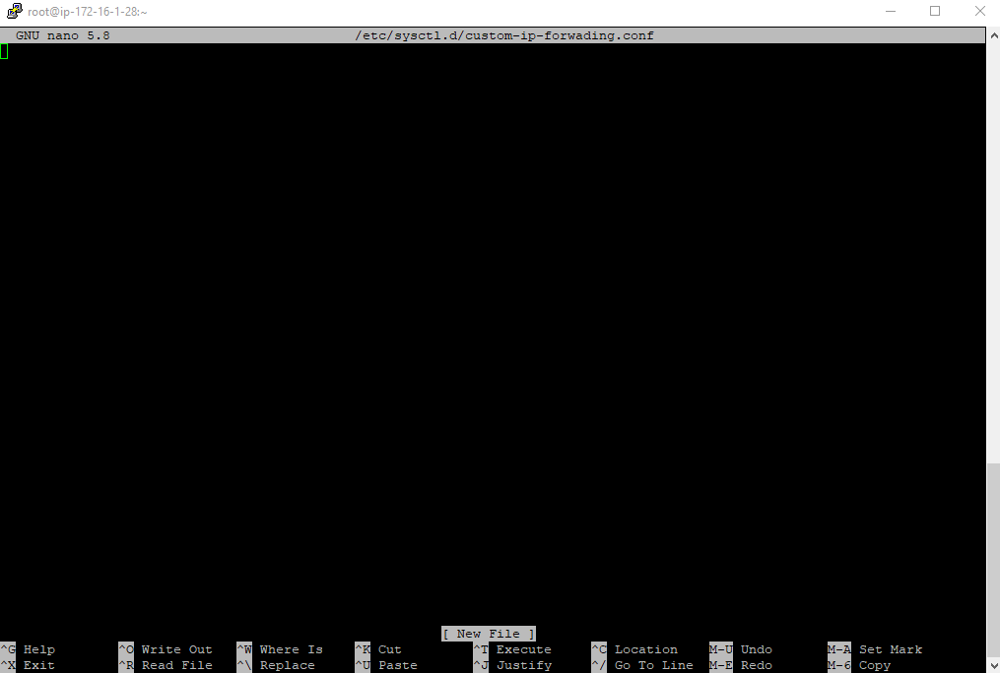 root@ip-172-16-1-28:~
GNU nano 5.8 /etc/sysctl.d/custom-ip-forwading.conf
[ New File ]
^G Help ^O Write Out ^W Where Is ^K Cut ^T Execute ^C Location M-U Undo M-A Set Mark
^X Exit ^R Read File ^\ Replace ^U Paste ^J Justify ^/ Go To Line M-E Redo M-6 Copy